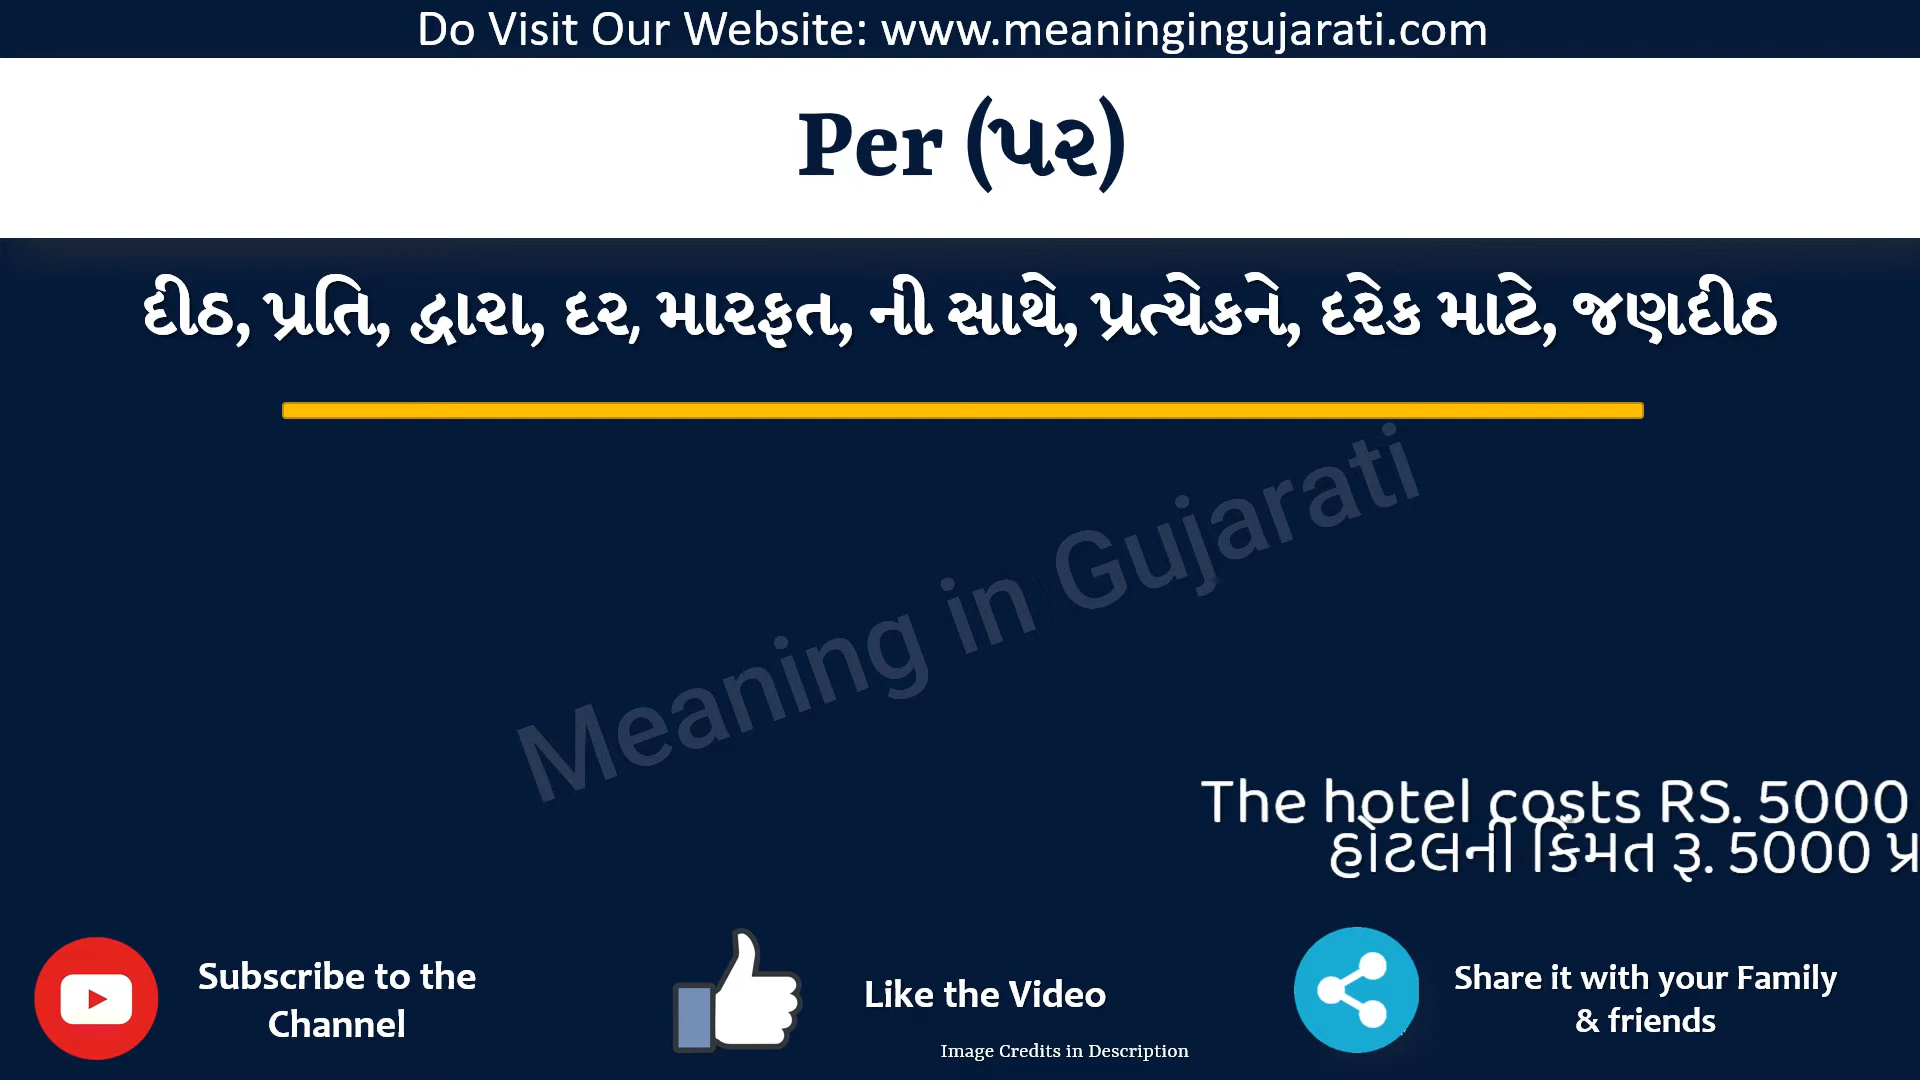 Do Visit Our Website: www.meaningingujarati.com
Per (પર)
દીઠ, પ્રતિ, દ્વારા, દર, મારફત, ની સાથે, પ્રત્યેકને, દરેક માટે, જણદીઠ
Meaning in Gujarati
The hotel costs RS. 5000
હોટલની કિંમત રૂ. 5000 પ્ર
Subscribe to the
Channel
Like the Video
Share it with your Family
& friends
Image Credits in Description